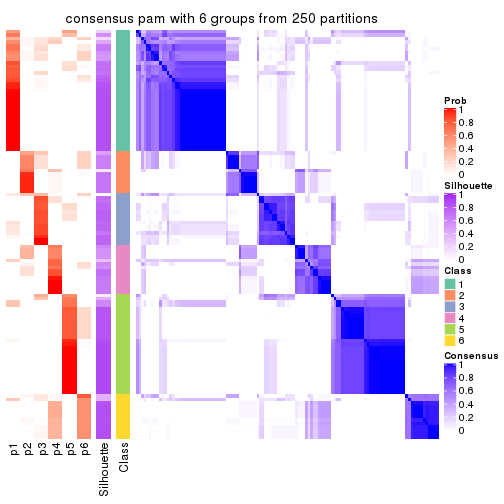 consensus pam with 6 groups from 250 partitions
Prob
1
0.8
0.6
0.4
0.2
0
Silhouette
1
0.8
0.6
0.4
0.2
0
Class
1
2
3
4
5
6
Consensus
1
0.8
0.6
0.4
0.2
0
p1
p2
p3
p4
p5
p6
Silhouette
Class